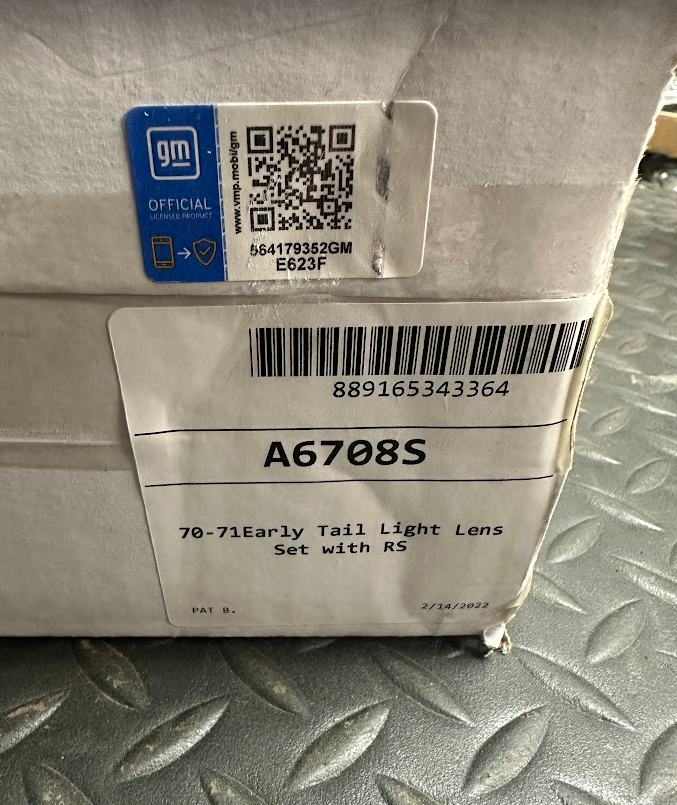 gm
OFFICIAL
LICENSED PRODUCT
www.vmp.mobi/gm
664179352GM
E623F
889165343364
A6708S
70-71Early Tail Light Lens
Set with RS
PAT B.
2/14/2022